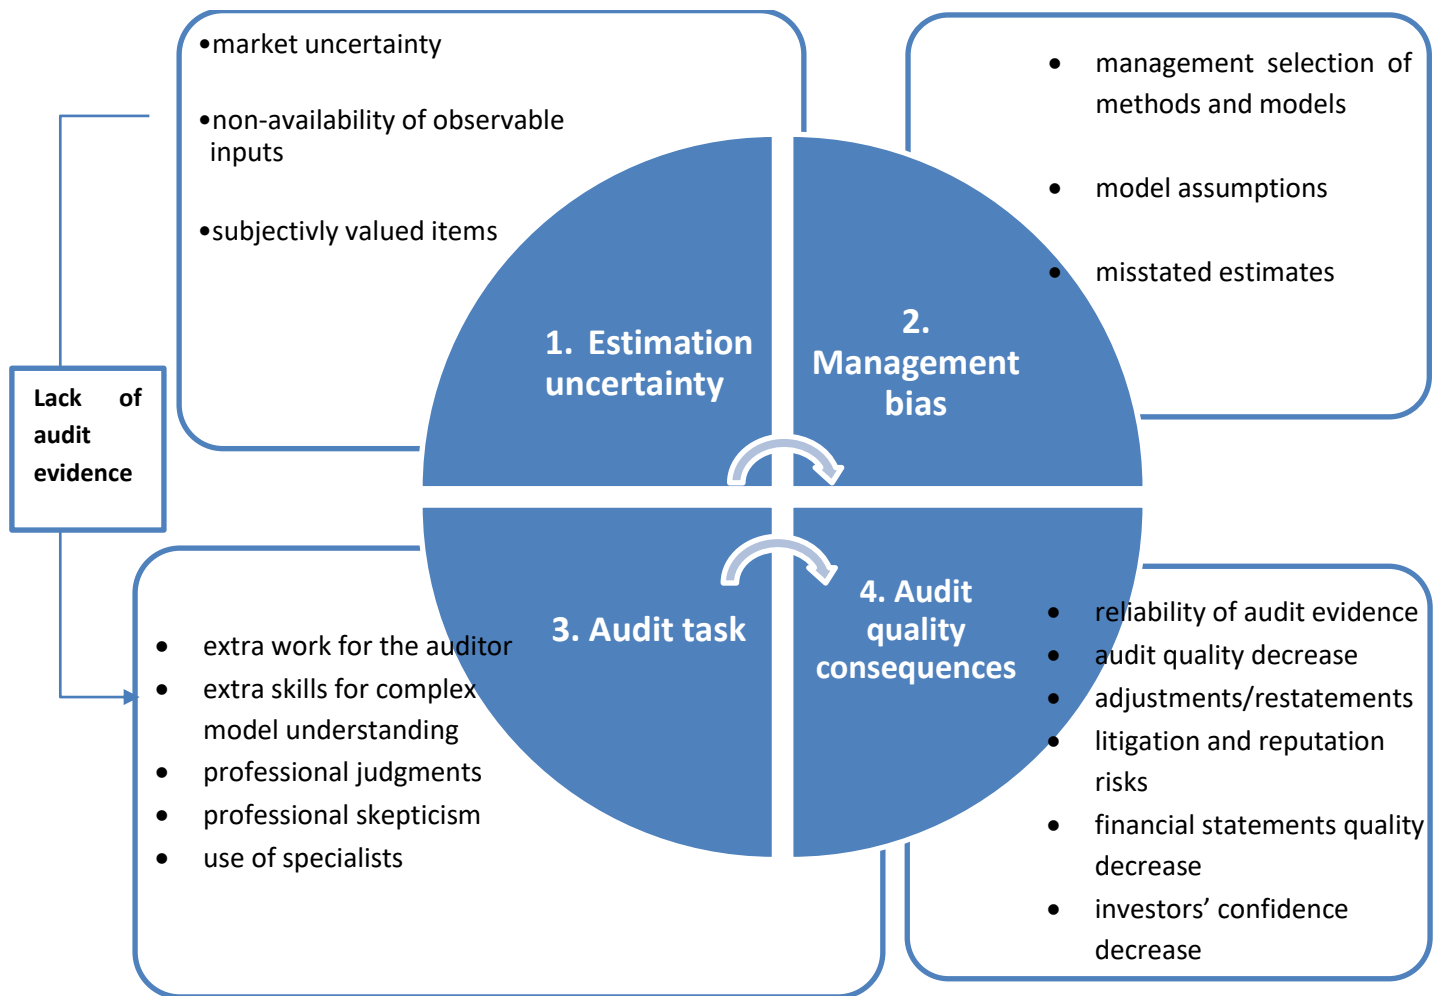 •market uncertainty
•non-availability of observable
inputs
•subjectivly valued items
1. Estimation
uncertainty
• management selection of
methods and models
• model assumptions
• misstated estimates
2.
Management
bias
Lack of
audit
evidence
• extra work for the auditor
• extra skills for complex
model understanding
• professional judgments
• professional skepticism
• use of specialists
3. Audit task
4. Audit
quality
consequences
• reliability of audit evidence
• audit quality decrease
• adjustments/restatements
• litigation and reputation
risks
• financial statements quality
decrease
• investors’ confidence
decrease